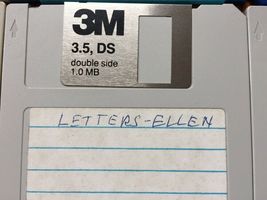 3M
3.5, DS
double side
1.0 MB
LETTERS-ELLEN